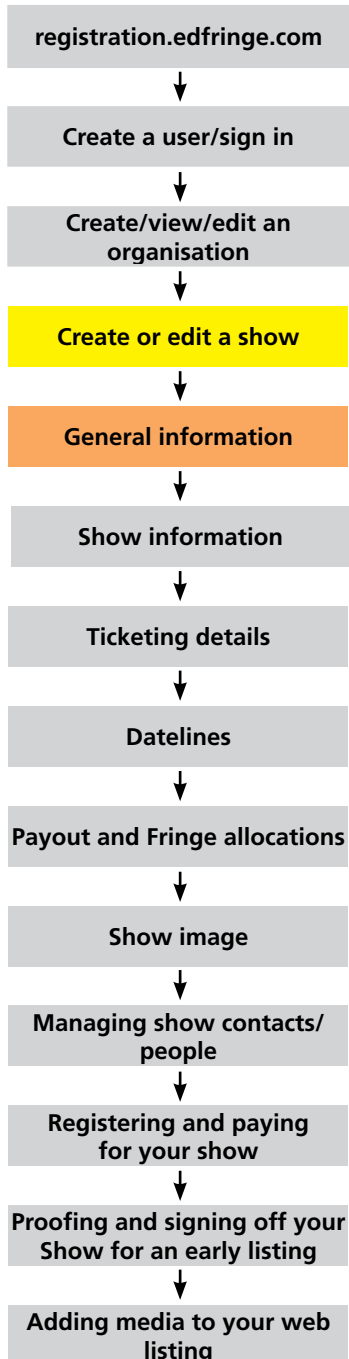 registration.edfringe.com
Create a user/sign in
Create/view/edit an
organisation
Create or edit a show
General information
Show information
Ticketing details
Datelines
Payout and Fringe allocations
Show image
Managing show contacts/
people
Registering and paying
for your show
Proofing and signing off your
Show for an early listing
Adding media to your web
listing